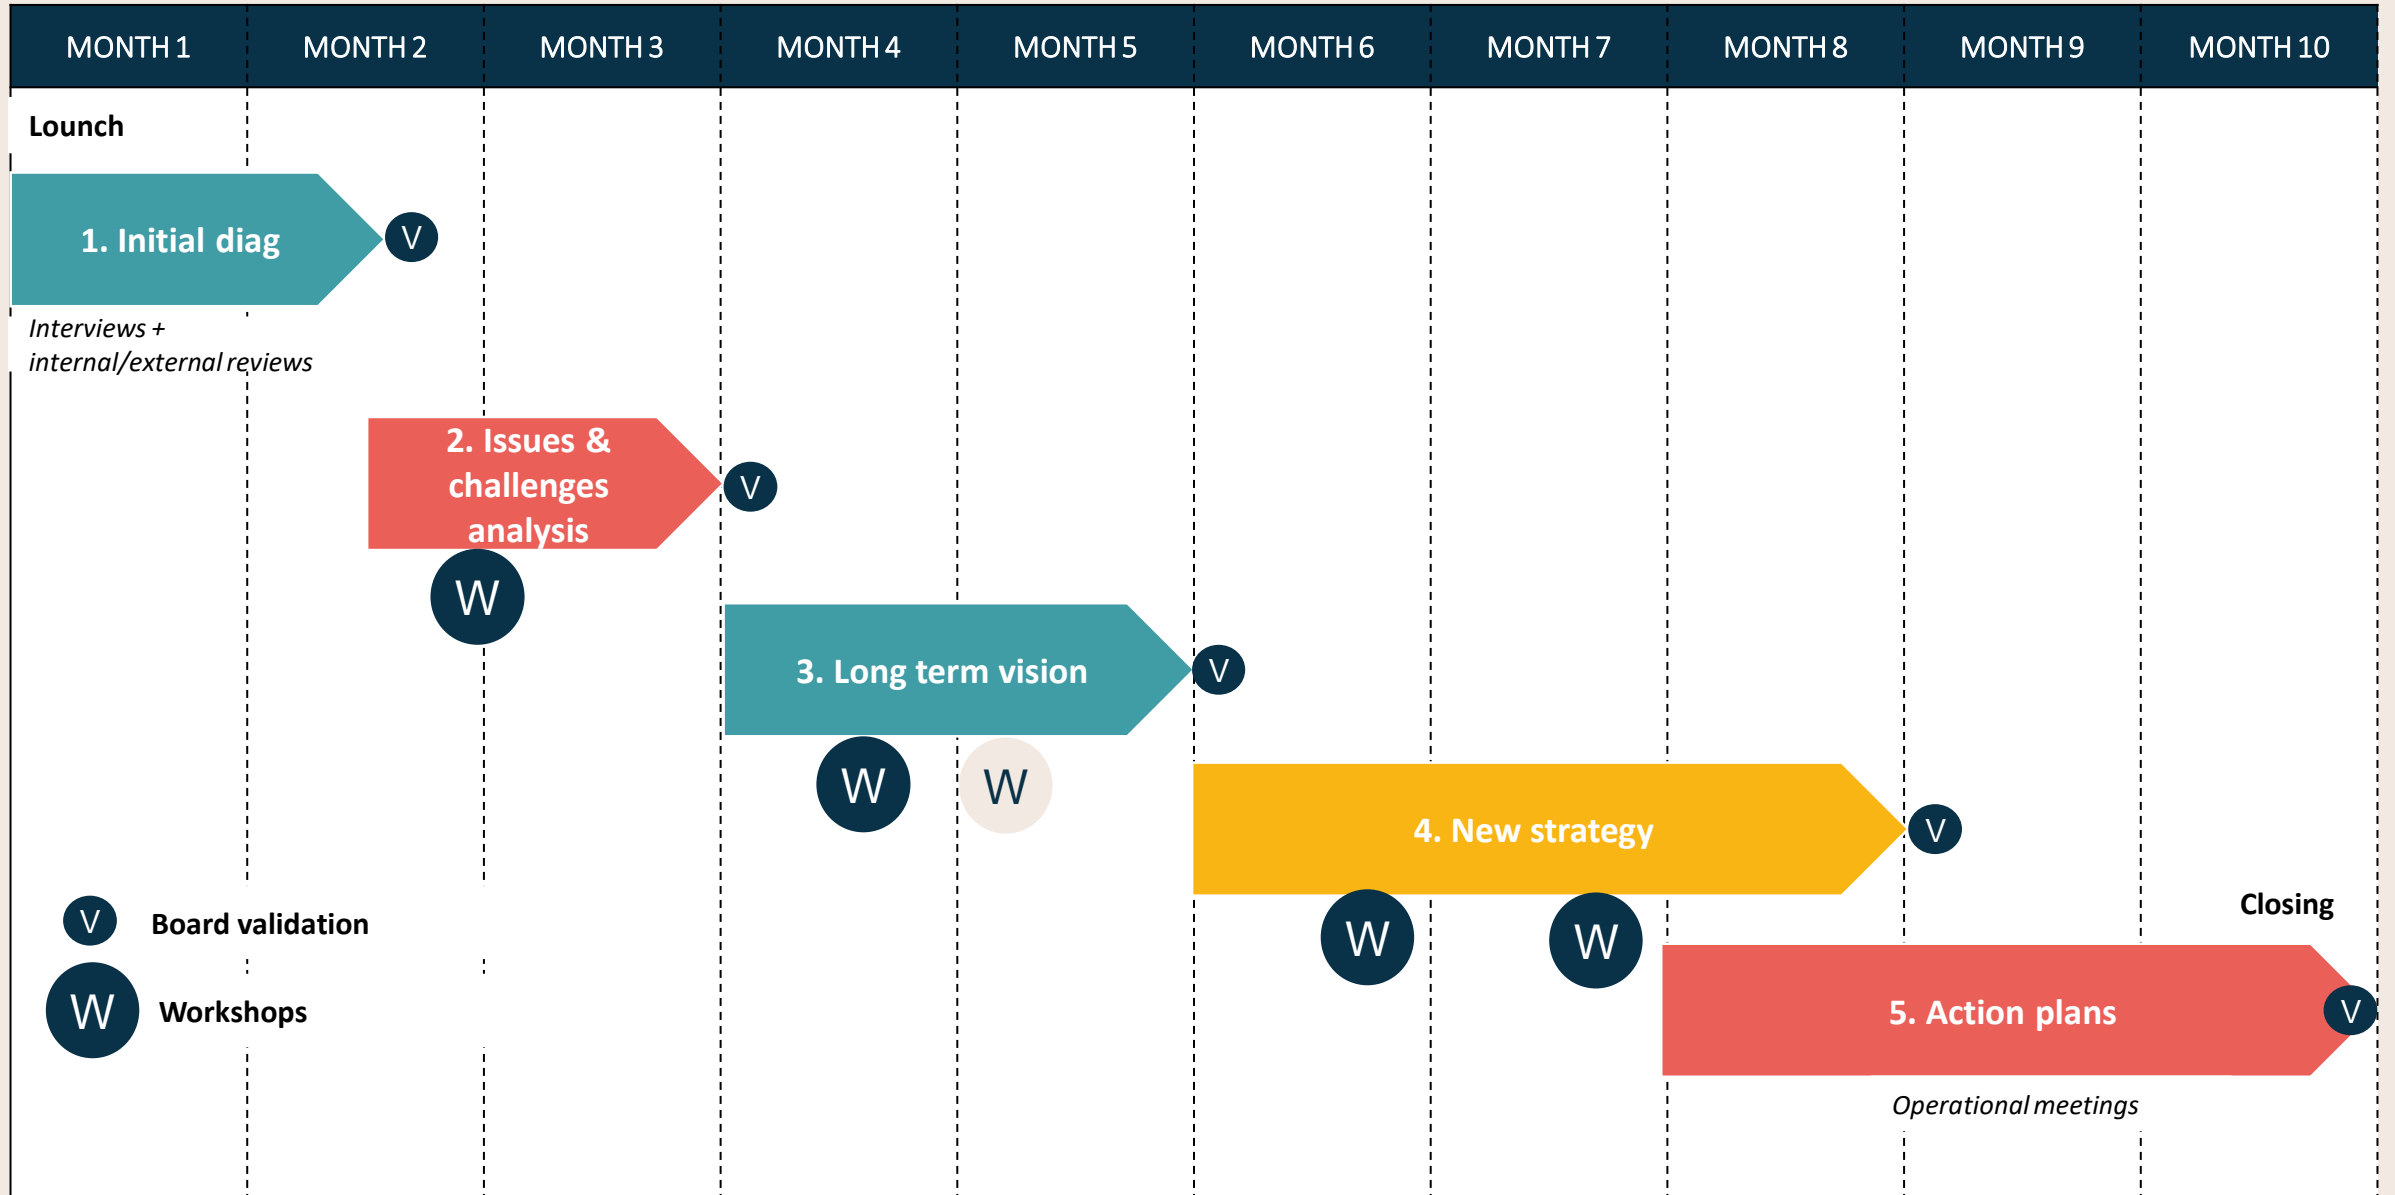 MONTH 1 MONTH 2 MONTH 3 MONTH 4 MONTH 5 MONTH 6 MONTH 7 MONTH 8 MONTH 9 MONTH 10
Lounch
1. Initial diag
V
Interviews +
internal/external reviews
2. Issues &
challenges
analysis
V
W
3. Long term vision
V
W
W
4. New strategy
V
W
W
Closing
5. Action plans
V
Operational meetings
V
Board validation
W
Workshops